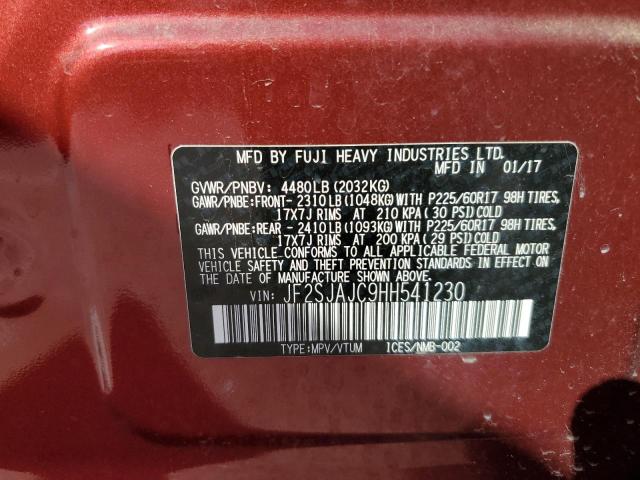 MFD BY FUJI HEAVY INDUSTRIES LTD.
MFD IN 01/17
GVWR/PNBV: 4480LB(2032KG)
GAWR/PNBE:FRONT- 2310LB(1048KG)WITH P225/60R17 98H TIRES,
17X7J RIMS AT 210 KPA(30 PSI)COLD
GAWR/PNBE:REAR - 2410LB(1093KG)WITH P225/60R17 98H TIRES,
17X7J RIMS AT 200 KPA(29 PSI)COLD
THIS VEHICLE CONFORMS TO ALL APPLICABLE FEDERAL MOTOR
VEHICLE SAFETY AND THEFT PREVENTION STANDARDS IN EFFECT ON
THE DATE OF MANUFACTURE SHOWN ABOVE.
VIN: JF2SJAJC9HH541230
TYPE:MPV/VTUM ICES/NMB-002